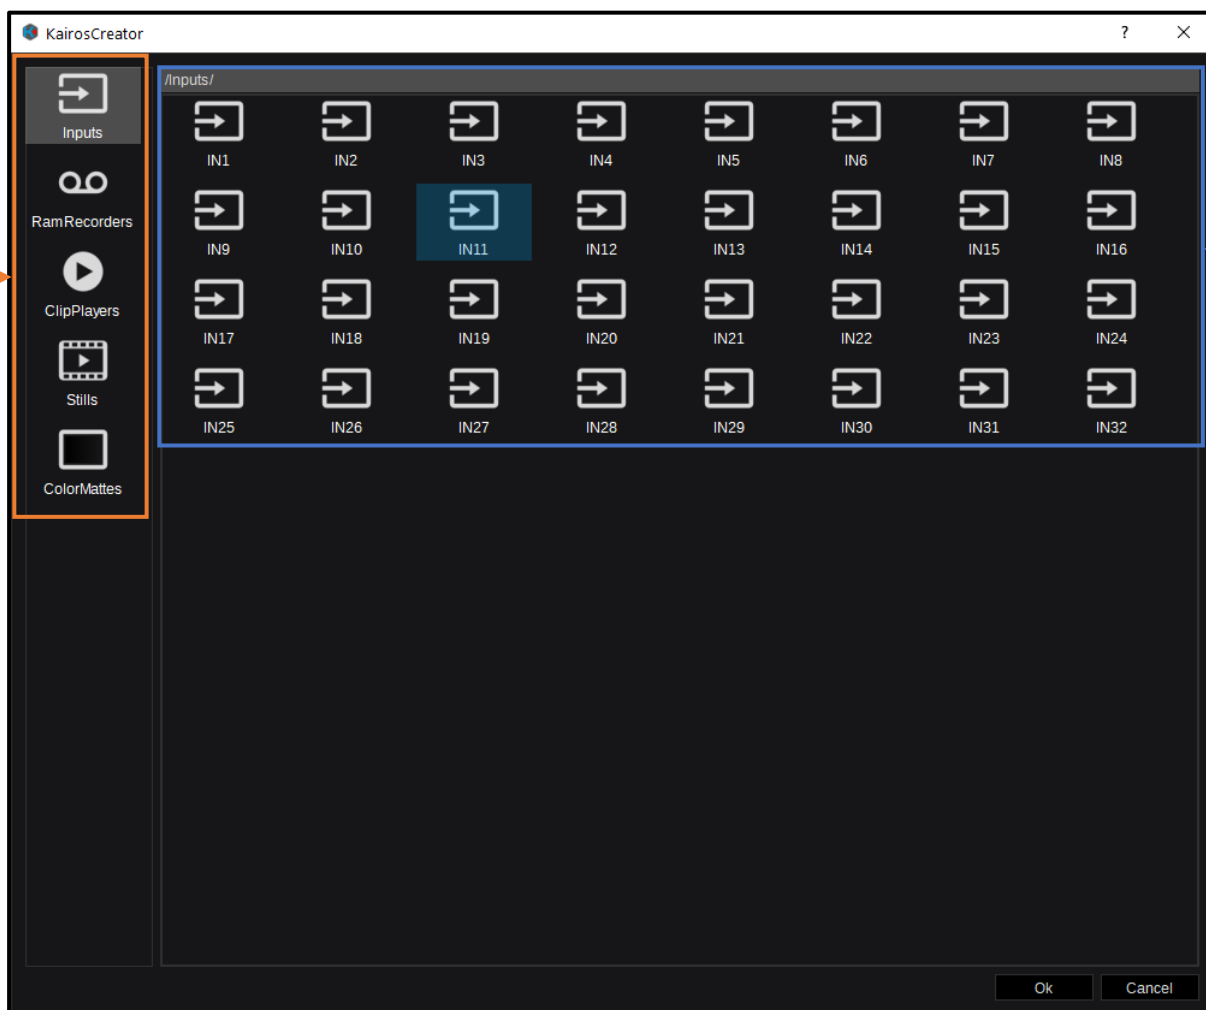 KairosCreator ?
/Inputs/
Inputs
RamRecorders
ClipPlayers
Stills
ColorMattes
IN1 IN2 IN3 IN4 IN5 IN6 IN7 IN8
IN9 IN10 IN11 IN12 IN13 IN14 IN15 IN16
IN17 IN18 IN19 IN20 IN21 IN22 IN23 IN24
IN25 IN26 IN27 IN28 IN29 IN30 IN31 IN32
Ok Cancel